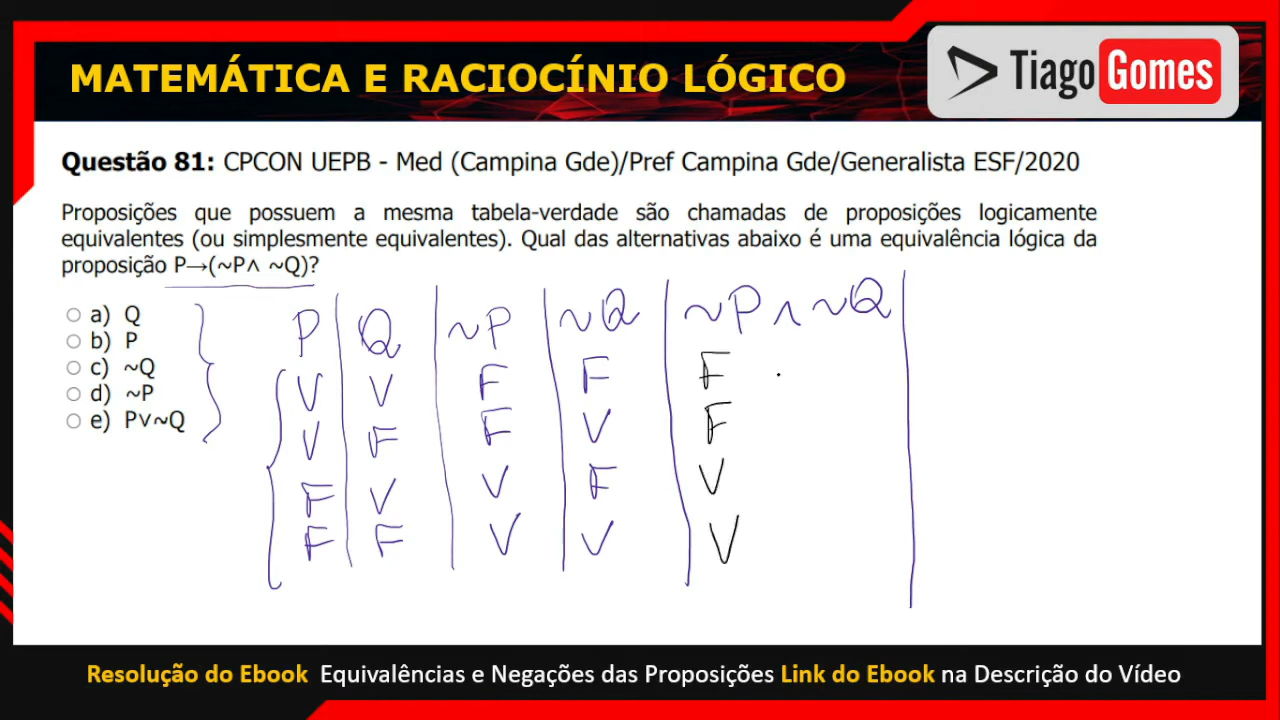 MATEMÁTICA E RACIOCÍNIO LÓGICO
Tiago Gomes
Questão 81: CPCON UEPB - Med (Campina Gde)/Pref Campina Gde/Generalista ESF/2020
Proposições que possuem a mesma tabela-verdade são chamadas de proposições logicamente
equivalentes (ou simplesmente equivalentes). Qual das alternativas abaixo é uma equivalência lógica da
proposição P→(~P∧ ~Q)?
a) Q
b) P
c) ~Q
d) ~P
e) P∨~Q
P Q ~P ~Q ~P ∧ ~Q
V V F F F
V F F V F
F V V F V
F F V V V
Resolução do Ebook Equivalências e Negações das Proposições Link do Ebook na Descrição do Vídeo